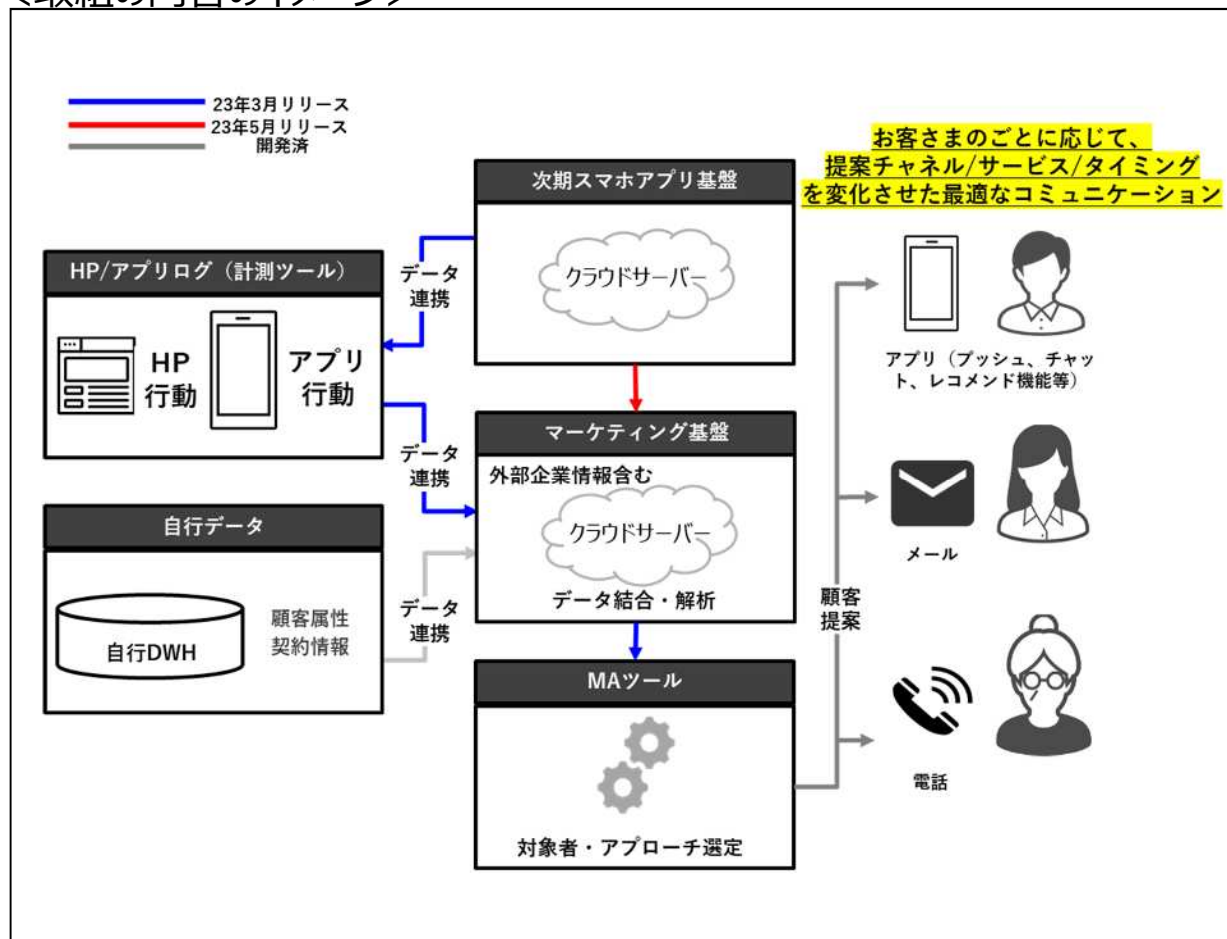 <取組の内容のイメージ>
23年3月リリース
23年5月リリース
開発済
お客さまのごとに応じて、
提案チャネル/サービス/タイミング
を変化させた最適なコミュニケーション
次期スマホアプリ基盤
クラウドサーバー
HP/アプリログ（計測ツール）
HP
行動
アプリ
行動
データ
連携
データ
連携
マーケティング基盤
外部企業情報含む
クラウドサーバー
データ結合・解析
自行データ
自行DWH
顧客属性
契約情報
データ
連携
MAツール
対象者・アプローチ選定
顧客
提案
アプリ（プッシュ、チャッ
ト、レコメンド機能等）
メール
電話